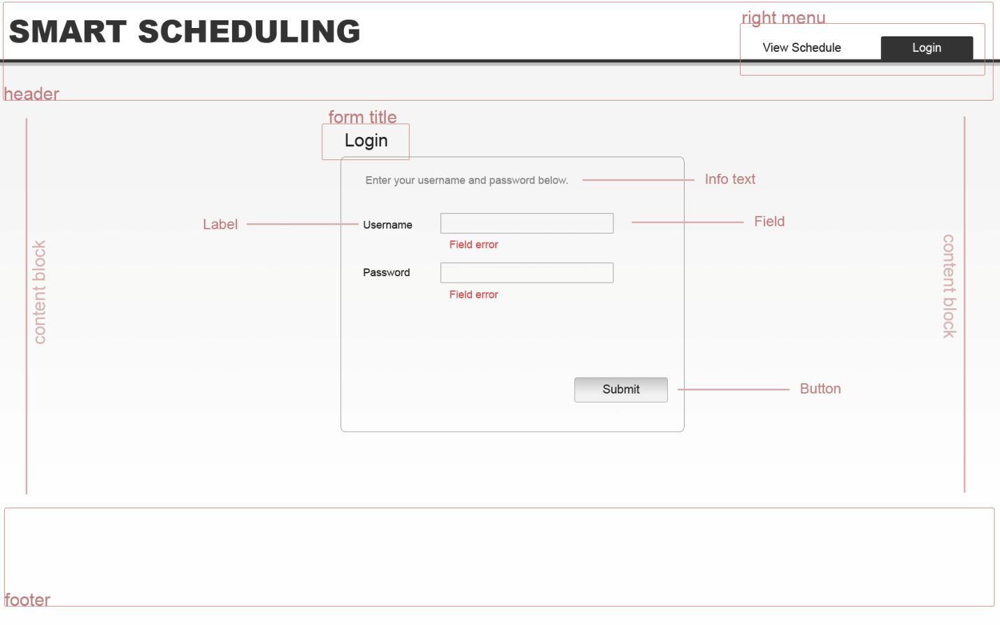 right menu
SMART SCHEDULING
View Schedule
Login
header
form title
Login
Enter your username and password below.
Info text
Label
Username
Field
Field error
content block
content block
Password
Field error
Submit
Button
footer